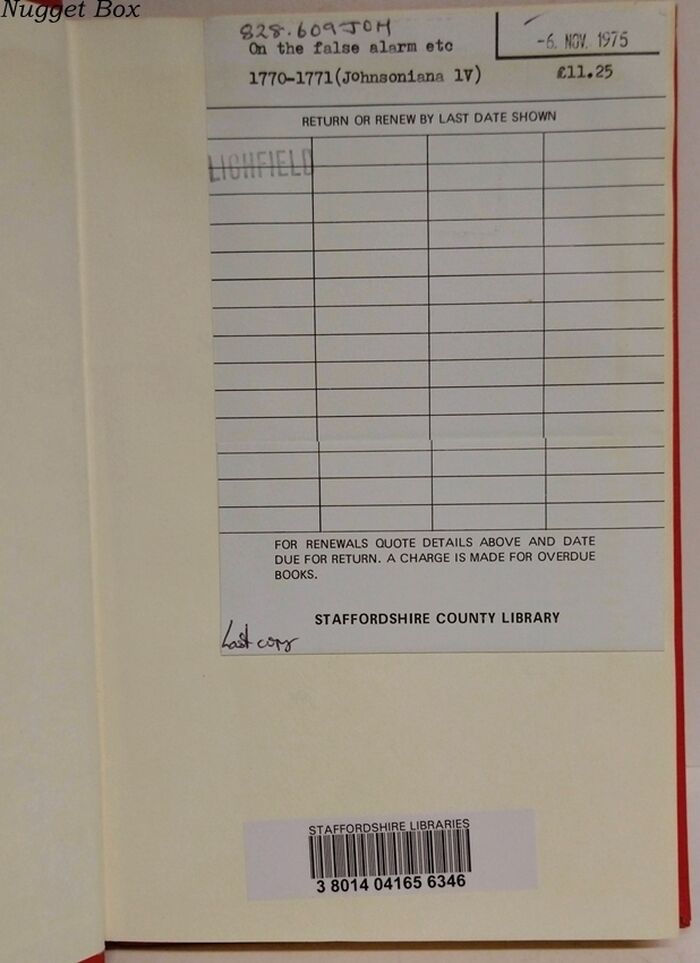 Nugget Box
828.609 JOH
On the false alarm etc
-6. NOV. 1975
1770-1771(Johnsoniana 1V)
£11.25
RETURN OR RENEW BY LAST DATE SHOWN
LICHFIELD
FOR RENEWALS QUOTE DETAILS ABOVE AND DATE
DUE FOR RETURN. A CHARGE IS MADE FOR OVERDUE
BOOKS.
STAFFORDSHIRE COUNTY LIBRARY
Last copy
STAFFORDSHIRE LIBRARIES
3 8014 04165 6346